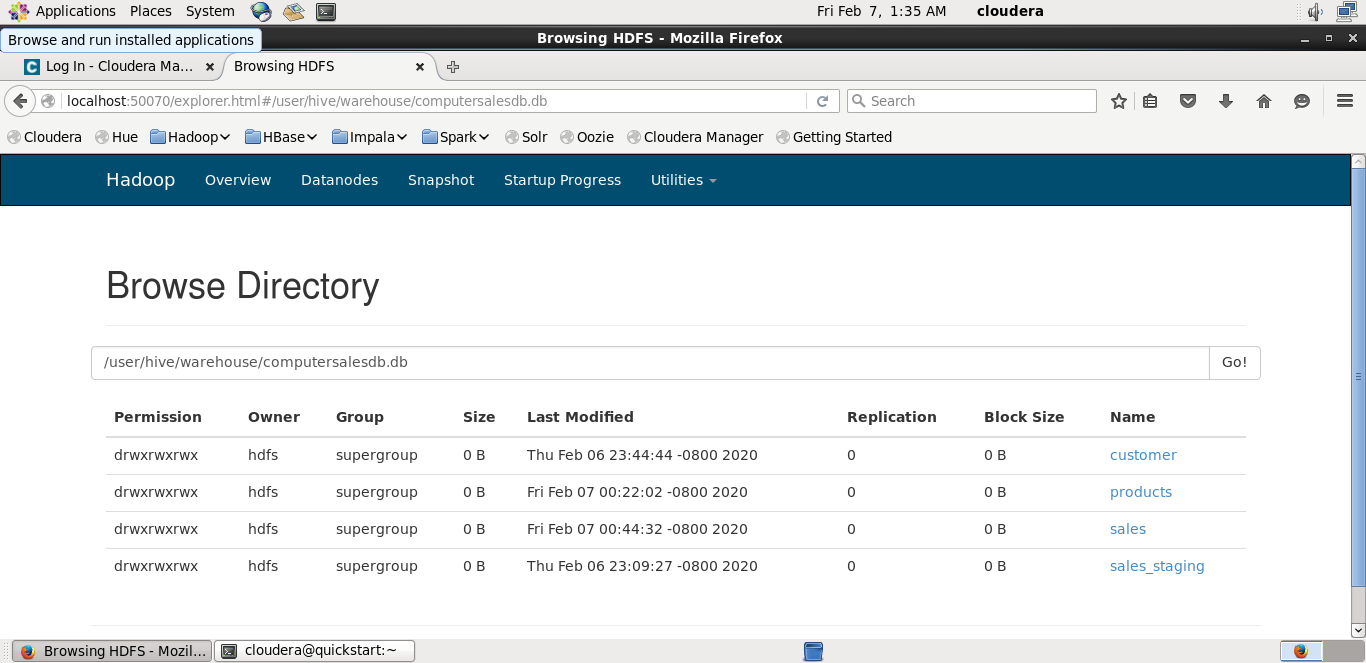 Applications Places System Fri Feb 7, 1:35 AM cloudera
Browse and run installed applications Browsing HDFS - Mozilla Firefox
Log In - Cloudera Ma... Browsing HDFS
localhost:50070/explorer.html#/user/hive/warehouse/computersalesdb.db Search
Cloudera Hue Hadoop HBase Impala Spark Solr Oozie Cloudera Manager Getting Started
Hadoop Overview Datanodes Snapshot Startup Progress Utilities
Browse Directory
/user/hive/warehouse/computersalesdb.db Go!
Permission Owner Group Size Last Modified Replication Block Size Name
drwxrwxrwx hdfs supergroup 0 B Thu Feb 06 23:44:44 -0800 2020 0 0 B customer
drwxrwxrwx hdfs supergroup 0 B Fri Feb 07 00:22:02 -0800 2020 0 0 B products
drwxrwxrwx hdfs supergroup 0 B Fri Feb 07 00:44:32 -0800 2020 0 0 B sales
drwxrwxrwx hdfs supergroup 0 B Thu Feb 06 23:09:27 -0800 2020 0 0 B sales_staging
Browsing HDFS - Mozil... cloudera@quickstart:~